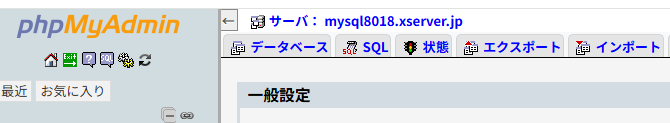 phpMyAdmin
最近 お気に入り
サーバ： mysql8018.xserver.jp
データベース SQL 状態 エクスポート インポート
一般設定